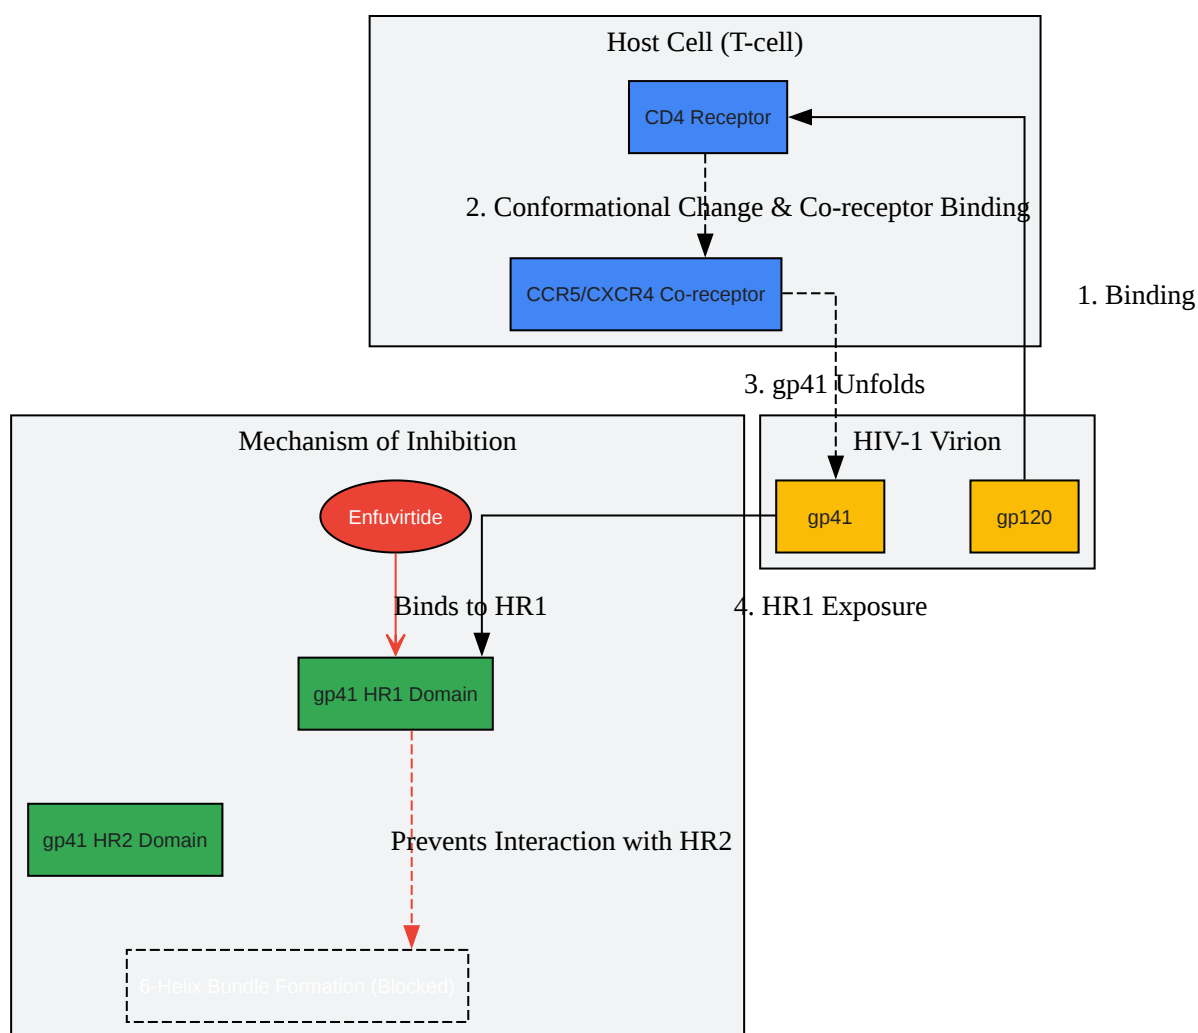 Host Cell (T-cell)
CD4 Receptor
2. Conformational Change & Co-receptor Binding
CCR5/CXCR4 Co-receptor
1. Binding
3. gp41 Unfolds
Mechanism of Inhibition
HIV-1 Virion
Enfuvirtide
gp41
gp120
Binds to HR1
4. HR1 Exposure
gp41 HR1 Domain
gp41 HR2 Domain
Prevents Interaction with HR2
6-Helix Bundle Formation (Blocked)